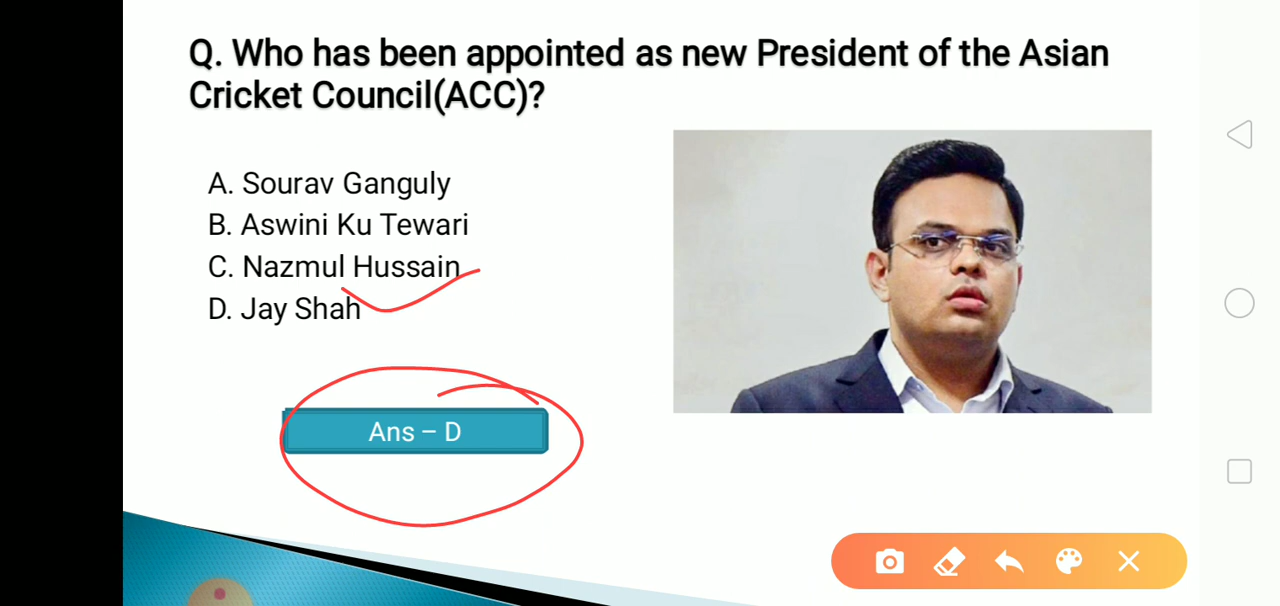 Q. Who has been appointed as new President of the Asian
Cricket Council(ACC)?
A. Sourav Ganguly
B. Aswini Ku Tewari
C. Nazmul Hussain
D. Jay Shah
Ans – D